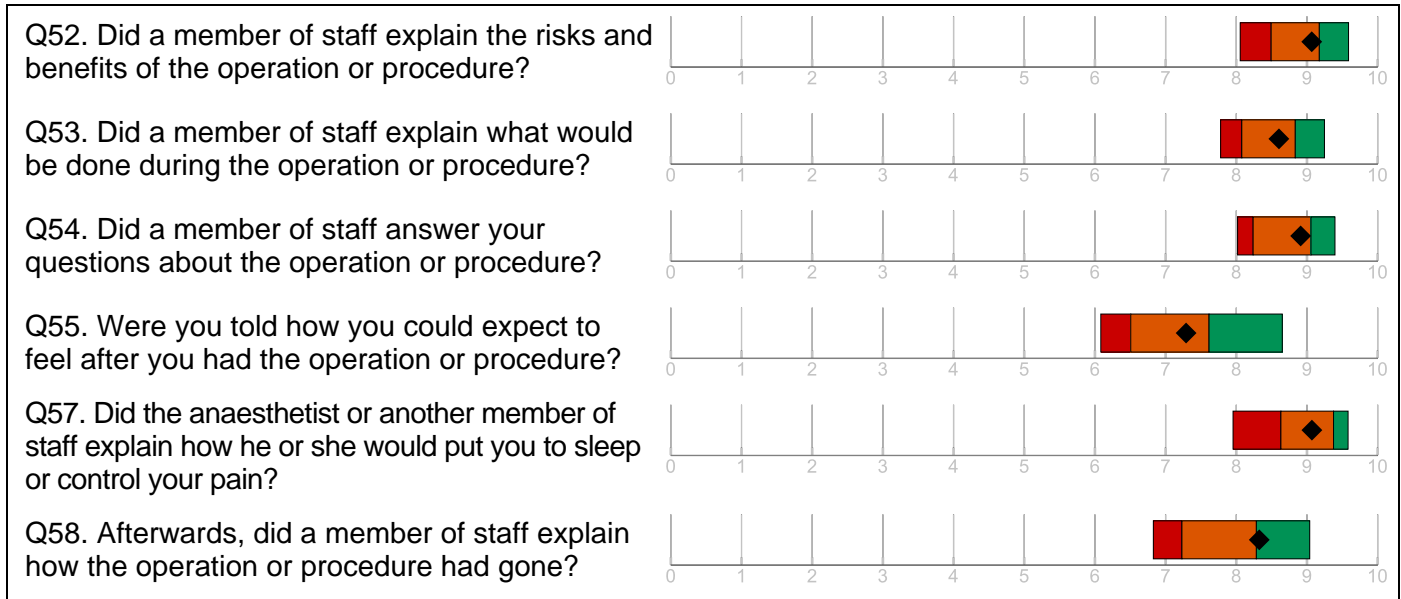 Q52. Did a member of staff explain the risks and
benefits of the operation or procedure?
0 1 2 3 4 5 6 7 8 9 10
Q53. Did a member of staff explain what would
be done during the operation or procedure?
0 1 2 3 4 5 6 7 8 9 10
Q54. Did a member of staff answer your
questions about the operation or procedure?
0 1 2 3 4 5 6 7 8 9 10
Q55. Were you told how you could expect to
feel after you had the operation or procedure?
0 1 2 3 4 5 6 7 8 9 10
Q57. Did the anaesthetist or another member of
staff explain how he or she would put you to sleep
or control your pain?
0 1 2 3 4 5 6 7 8 9 10
Q58. Afterwards, did a member of staff explain
how the operation or procedure had gone?
0 1 2 3 4 5 6 7 8 9 10